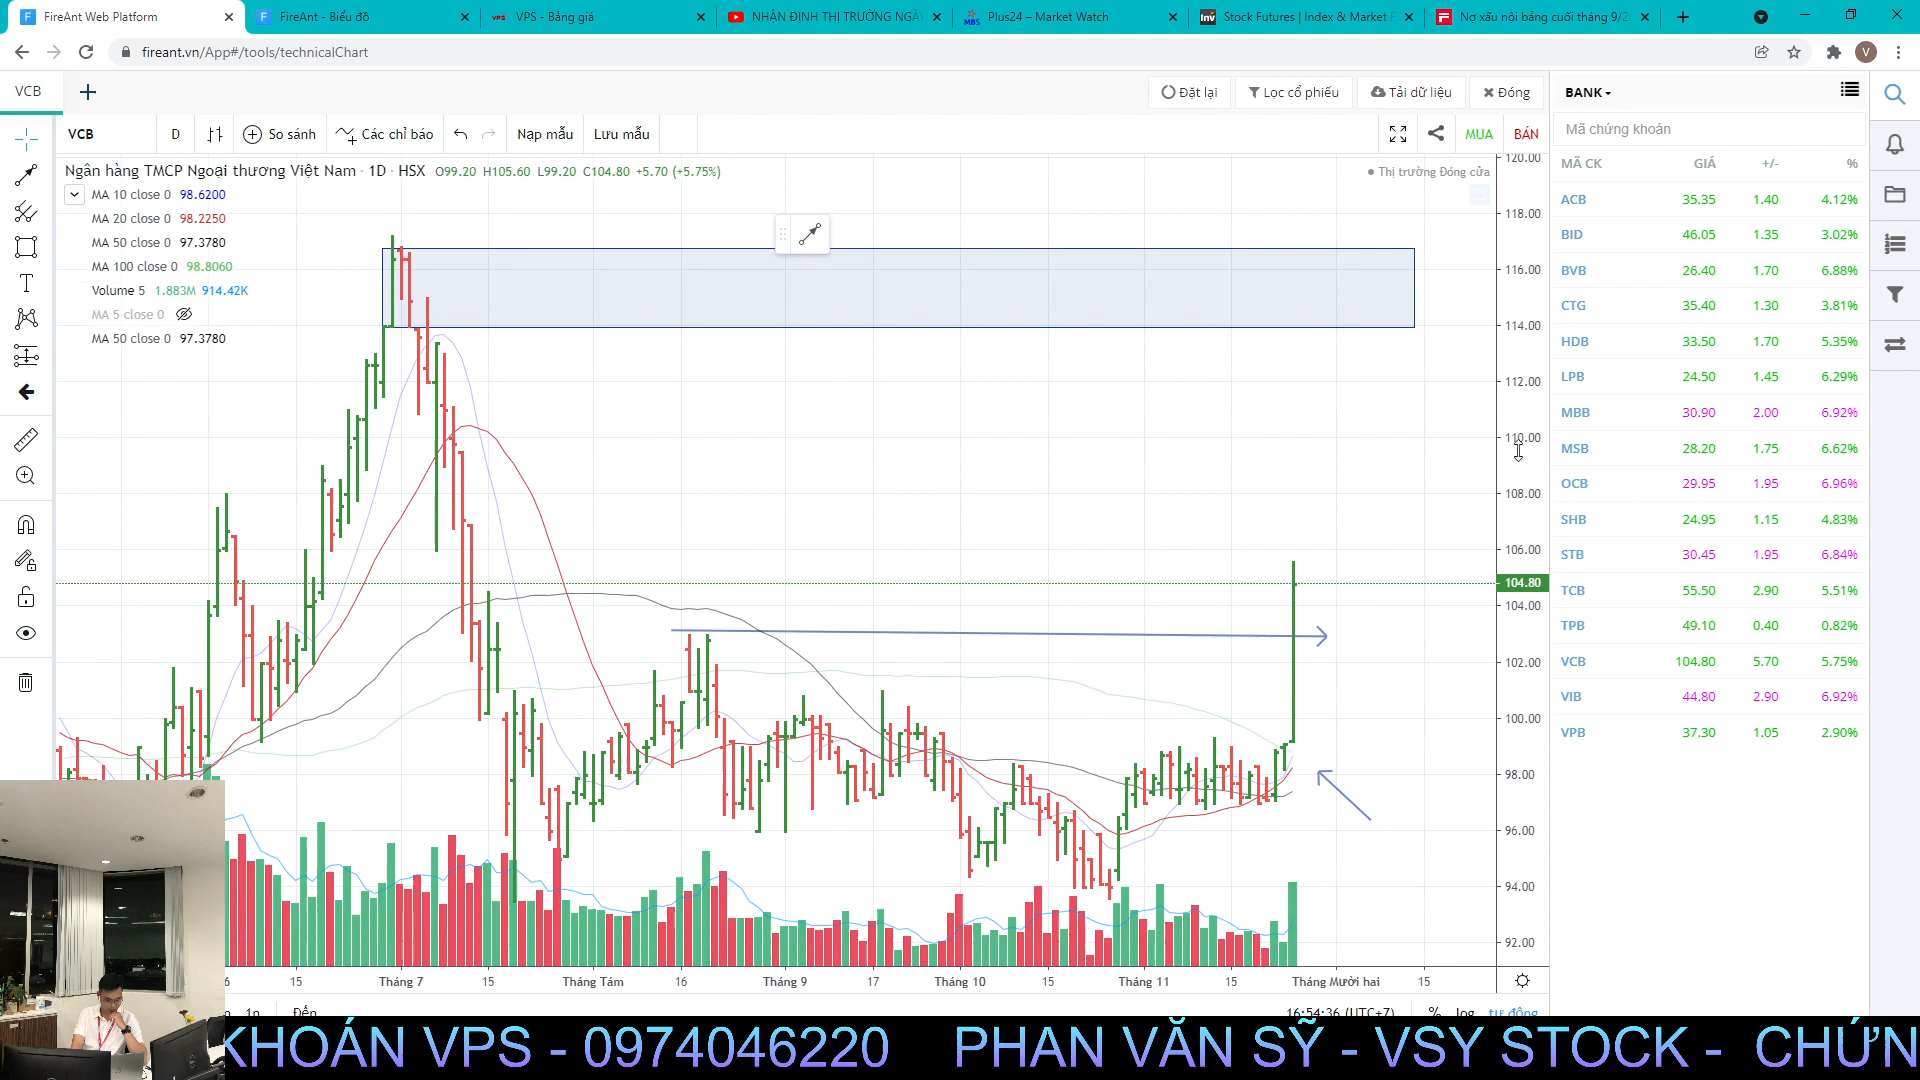 FireAnt Web Platform
FireAnt - Biểu đồ
VPS - Bảng giá
NHẬN ĐỊNH THỊ TRƯỜNG NGÀY
Plus24 – Market Watch
Stock Futures | Index & Market F
Nợ xấu nội bảng cuối tháng 9/2
fireant.vn/App#/tools/technicalChart
V
VCB
Đặt lại
Lọc cổ phiếu
Tải dữ liệu
Đóng
BANK
VCB
D
So sánh
Các chỉ báo
Nạp mẫu
Lưu mẫu
MUA
BÁN
Mã chứng khoán
Ngân hàng TMCP Ngoại thương Việt Nam · 1D · HSX O99.20 H105.60 L99.20 C104.80 +5.70 (+5.75%)
Thị trường Đóng cửa
MA 10 close 0 98.6200
MA 20 close 0 98.2250
MA 50 close 0 97.3780
MA 100 close 0 98.8060
Volume 5 1.883M 914.42K
MA 5 close 0
MA 50 close 0 97.3780
120.00
118.00
116.00
114.00
112.00
110.00
108.00
106.00
104.80
104.00
102.00
100.00
98.00
96.00
94.00
92.00
MÃ CK GIÁ +/- %
ACB 35.35 1.40 4.12%
BID 46.05 1.35 3.02%
BVB 26.40 1.70 6.88%
CTG 35.40 1.30 3.81%
HDB 33.50 1.70 5.35%
LPB 24.50 1.45 6.29%
MBB 30.90 2.00 6.92%
MSB 28.20 1.75 6.62%
OCB 29.95 1.95 6.96%
SHB 24.95 1.15 4.83%
STB 30.45 1.95 6.84%
TCB 55.50 2.90 5.51%
TPB 49.10 0.40 0.82%
VCB 104.80 5.70 5.75%
VIB 44.80 2.90 6.92%
VPB 37.30 1.05 2.90%
6 15 Tháng 7 15 Tháng Tám 16 Tháng 9 17 Tháng 10 15 Tháng 11 15 Tháng Mười hai 15
1n Đến
16:54:36 (UTC+7) % log tự động
KHOÁN VPS - 0974046220 PHAN VĂN SỸ - VSY STOCK - CHỨN